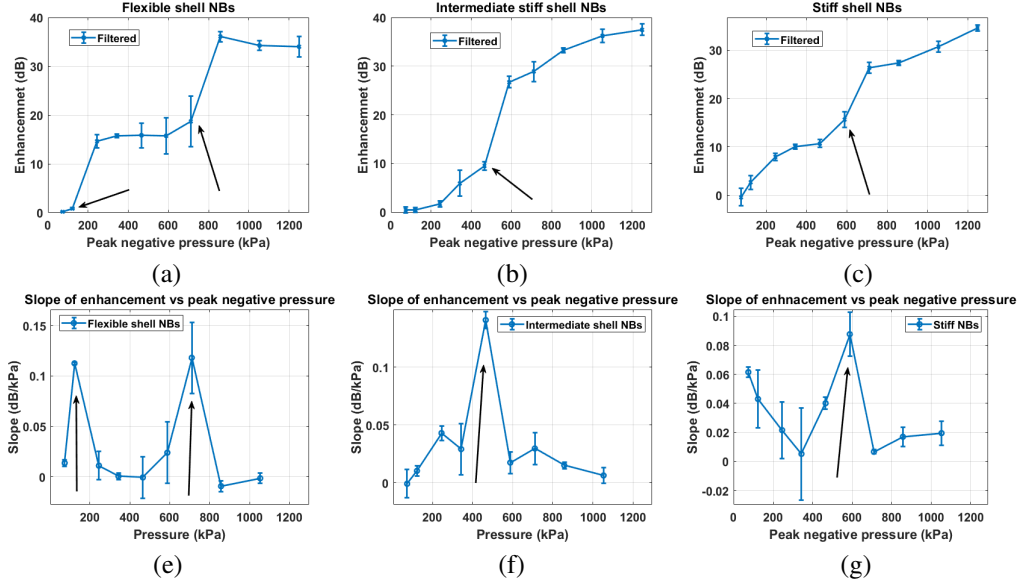 Flexible shell NBs
Filtered
Enhancemnet (dB)
40
30
20
10
0
0 200 400 600 800 1000 1200
Peak negative pressure (kPa)
(a)
Intermediate stiff shell NBs
Filtered
Enhancement (dB)
40
30
20
10
0
0 200 400 600 800 1000 1200
Peak negative pressure (kPa)
(b)
Stiff shell NBs
Filtered
Enhancement (dB)
30
20
10
0
0 200 400 600 800 1000 1200
Peak negative pressure (kPa)
(c)
Slope of enhancement vs peak negative pressure
Flexible shell NBs
Slope (dB/kPa)
0.15
0.1
0.05
0
200 400 600 800 1000 1200
Pressure (kPa)
(e)
Slope of enhancement vs peak negative pressure
Intermediate shell NBs
Slope (dB/kPa)
0.1
0.05
0
200 400 600 800 1000 1200
Pressure (kPa)
(f)
Slope of enhnacement vs peak negative pressure
Stiff NBs
Slope (dB/kPa)
0.1
0.08
0.06
0.04
0.02
0
-0.02
0 200 400 600 800 1000 1200
Peak negative pressure (kPa)
(g)